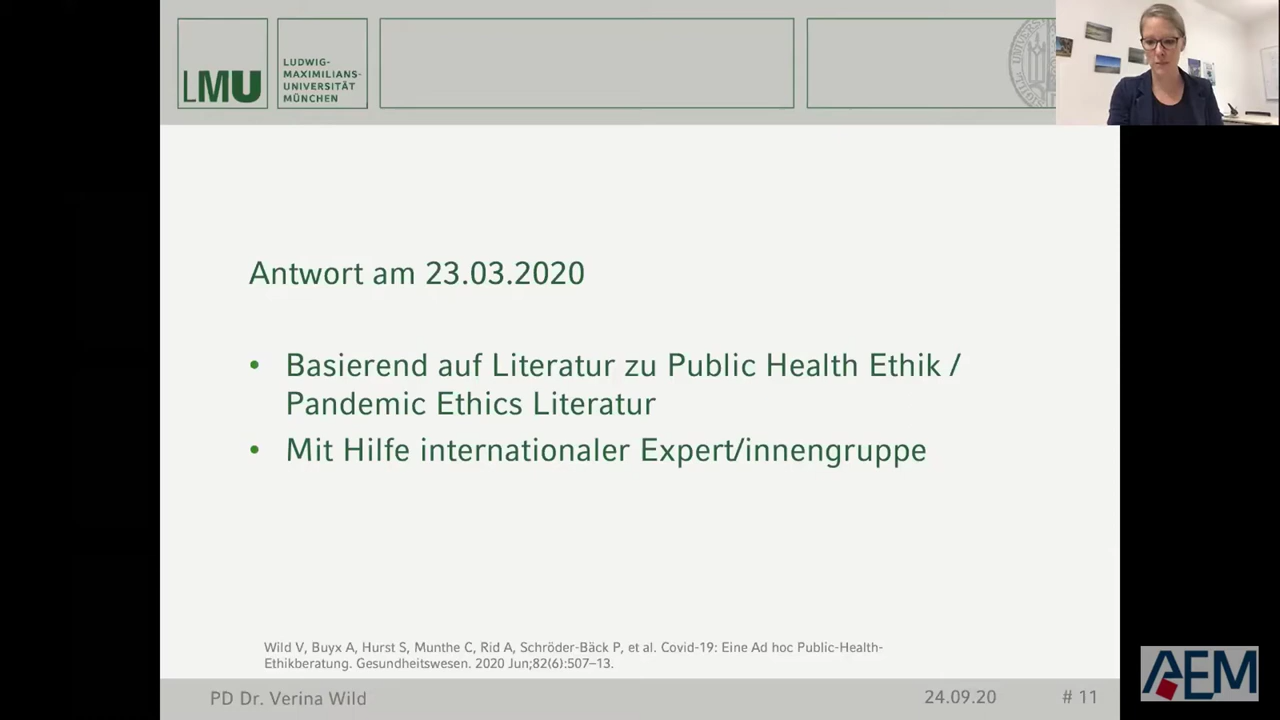 LMU
LUDWIG-
MAXIMILIANS-
UNIVERSITÄT
MÜNCHEN
Antwort am 23.03.2020
• Basierend auf Literatur zu Public Health Ethik /
Pandemic Ethics Literatur
• Mit Hilfe internationaler Expert/innengruppe
Wild V, Buyx A, Hurst S, Munthe C, Rid A, Schröder-Bäck P, et al. Covid-19: Eine Ad hoc Public-Health-
Ethikberatung. Gesundheitswesen. 2020 Jun;82(6):507–13.
PD Dr. Verina Wild
24.09.20
# 11
AEM